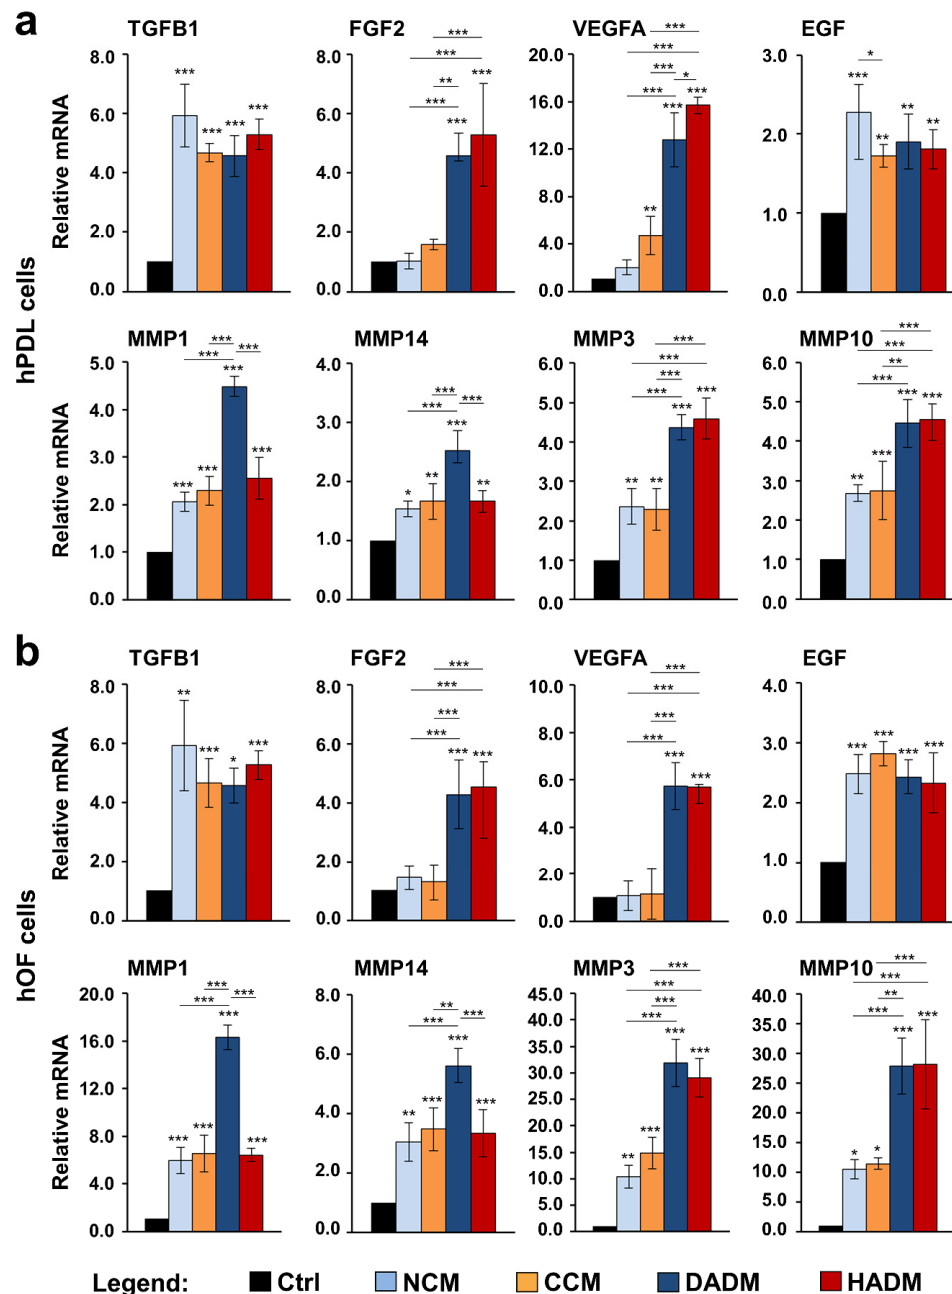 a
TGFB1 FGF2 VEGFA EGF
hPDL cells
Relative mRNA
8.0 6.0 4.0 2.0 0.0
*** *** *** ***
8.0 6.0 4.0 2.0 0.0
*** *** ** *** *** ***
20.0 16.0 12.0 8.0 4.0 0.0
*** *** *** * *** ** *** ***
3.0 2.0 1.0 0.0
* *** ** ** **
MMP1 MMP14 MMP3 MMP10
Relative mRNA
5.0 4.0 3.0 2.0 1.0 0.0
*** *** *** *** *** *** ***
4.0 3.0 2.0 1.0 0.0
*** *** *** * ** *** **
6.0 5.0 4.0 3.0 2.0 1.0 0.0
*** *** *** *** ** ** *** ***
6.0 5.0 4.0 3.0 2.0 1.0 0.0
*** *** ** *** ** *** *** ***
b
TGFB1 FGF2 VEGFA EGF
hOF cells
Relative mRNA
8.0 6.0 4.0 2.0 0.0
** *** * ***
8.0 6.0 4.0 2.0 0.0
*** *** *** *** *** ***
10.0 8.0 6.0 4.0 2.0 0.0
*** *** *** *** *** ***
4.0 3.0 2.0 1.0 0.0
*** *** *** ***
MMP1 MMP14 MMP3 MMP10
Relative mRNA
20.0 16.0 12.0 8.0 4.0 0.0
*** *** *** *** *** *** ***
8.0 6.0 4.0 2.0 0.0
** *** *** ** *** *** ***
45.0 40.0 35.0 30.0 25.0 20.0 15.0 10.0 5.0 0.0
*** *** *** *** ** *** *** ***
40.0 35.0 30.0 25.0 20.0 15.0 10.0 5.0 0.0
*** *** ** *** * * *** ***
Legend: Ctrl NCM CCM DADM HADM